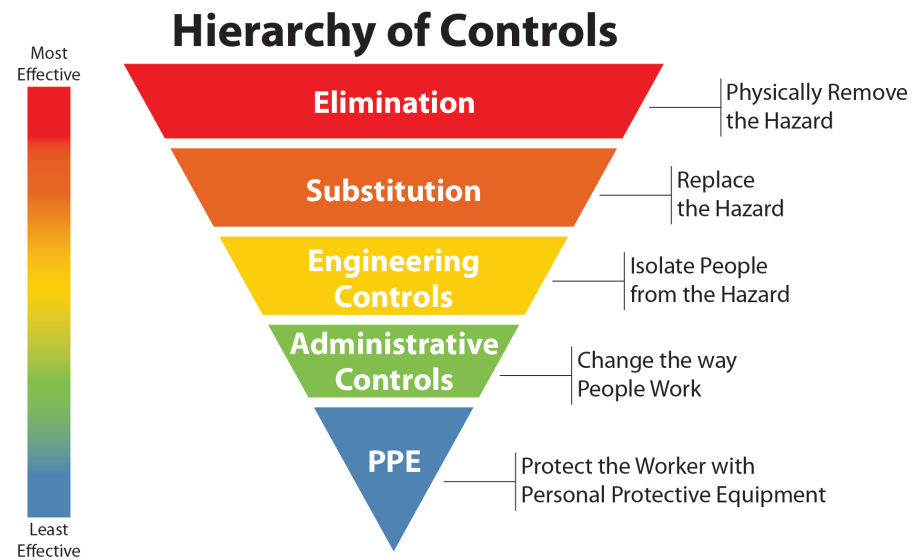 Hierarchy of Controls
Most
Effective
Elimination
Physically Remove
the Hazard
Substitution
Replace
the Hazard
Engineering
Controls
Isolate People
from the Hazard
Administrative
Controls
Change the way
People Work
PPE
Protect the Worker with
Personal Protective Equipment
Least
Effective